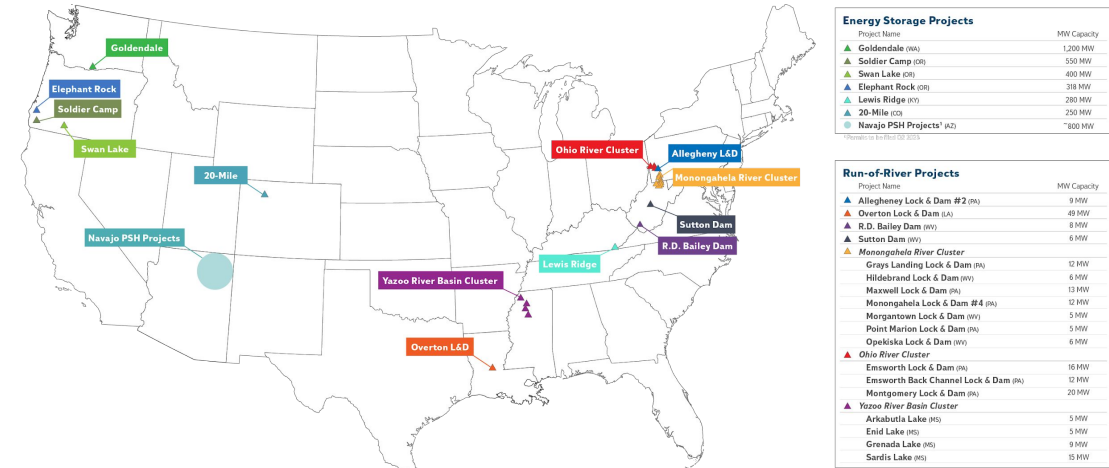 Goldendale
Elephant Rock
Soldier Camp
Swan Lake
20-Mile
Navajo PSH Projects
Ohio River Cluster
Allegheny L&D
Monongahela River Cluster
Sutton Dam
R.D. Bailey Dam
Lewis Ridge
Yazoo River Basin Cluster
Overton L&D
Energy Storage Projects
Project Name MW Capacity
Goldendale (WA) 1,200 MW
Soldier Camp (OR) 550 MW
Swan Lake (OR) 400 MW
Elephant Rock (OR) 318 MW
Lewis Ridge (KY) 280 MW
20-Mile (CO) 250 MW
Navajo PSH Projects¹ (AZ) ~800 MW
¹ Permits to be filed Q2 2024
Run-of-River Projects
Project Name MW Capacity
Allegheney Lock & Dam #2 (PA) 9 MW
Overton Lock & Dam (LA) 49 MW
R.D. Bailey Dam (WV) 8 MW
Sutton Dam (WV) 6 MW
Monongahela River Cluster
Grays Landing Lock & Dam (PA) 12 MW
Hildebrand Lock & Dam (WV) 6 MW
Maxwell Lock & Dam (PA) 13 MW
Monongahela Lock & Dam #4 (PA) 12 MW
Morgantown Lock & Dam (WV) 5 MW
Point Marion Lock & Dam (PA) 5 MW
Opekiska Lock & Dam (WV) 6 MW
Ohio River Cluster
Emsworth Lock & Dam (PA) 16 MW
Emsworth Back Channel Lock & Dam (PA) 12 MW
Montgomery Lock & Dam (PA) 20 MW
Yazoo River Basin Cluster
Arkabutla Lake (MS) 5 MW
Enid Lake (MS) 5 MW
Grenada Lake (MS) 9 MW
Sardis Lake (MS) 15 MW